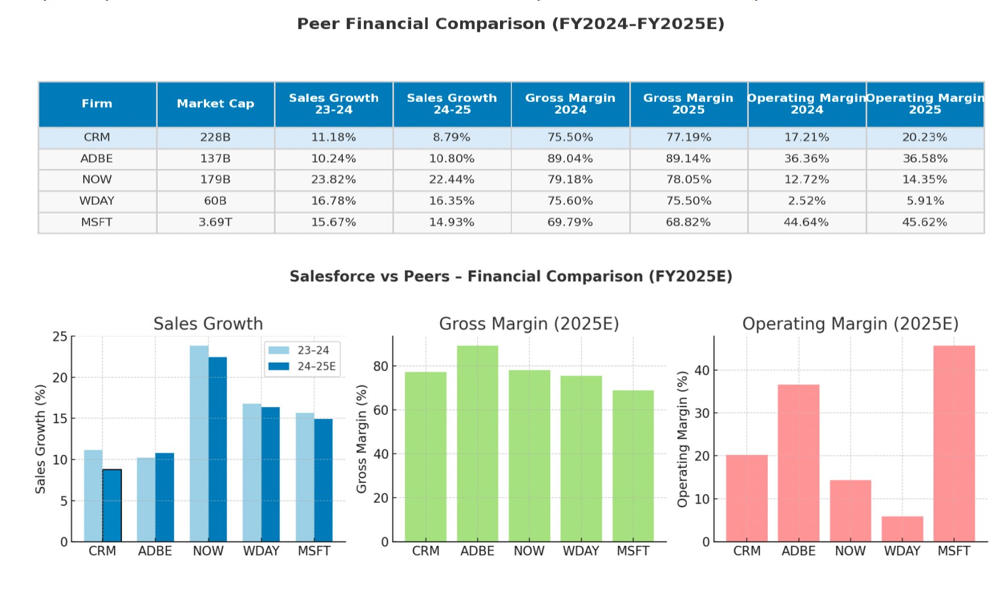 Peer Financial Comparison (FY2024–FY2025E)
Firm Market Cap Sales Growth 23-24 Sales Growth 24-25 Gross Margin 2024 Gross Margin 2025 Operating Margin 2024 Operating Margin 2025
CRM 228B 11.18% 8.79% 75.50% 77.19% 17.21% 20.23%
ADBE 137B 10.24% 10.80% 89.04% 89.14% 36.36% 36.58%
NOW 179B 23.82% 22.44% 79.18% 78.05% 12.72% 14.35%
WDAY 60B 16.78% 16.35% 75.60% 75.50% 2.52% 5.91%
MSFT 3.69T 15.67% 14.93% 69.79% 68.82% 44.64% 45.62%
Salesforce vs Peers – Financial Comparison (FY2025E)
Sales Growth
Sales Growth (%)
25
20
15
10
5
0
23–24
24–25E
CRM ADBE NOW WDAY MSFT
Gross Margin (2025E)
Gross Margin (%)
80
60
40
20
0
CRM ADBE NOW WDAY MSFT
Operating Margin (2025E)
Operating Margin (%)
40
30
20
10
0
CRM ADBE NOW WDAY MSFT